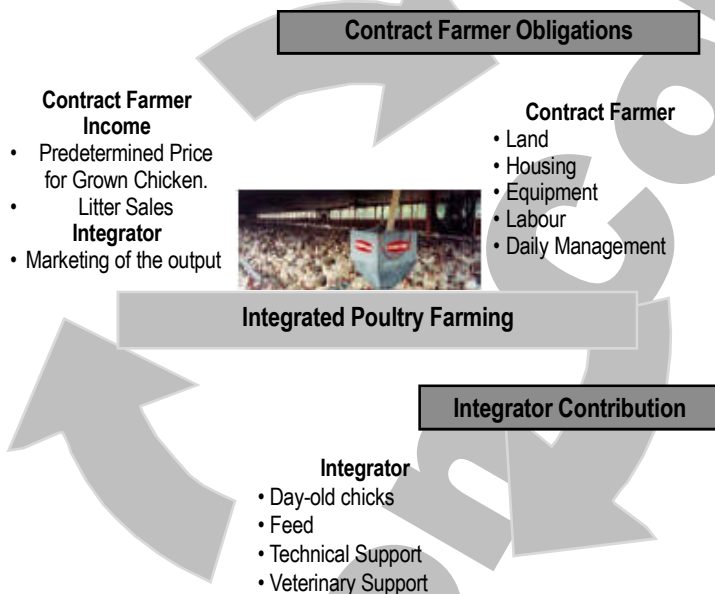 Contract Farmer Obligations
Contract Farmer
Income
• Predetermined Price
for Grown Chicken.
• Litter Sales
Integrator
• Marketing of the output
Contract Farmer
• Land
• Housing
• Equipment
• Labour
• Daily Management
Integrated Poultry Farming
Integrator Contribution
Integrator
• Day-old chicks
• Feed
• Technical Support
• Veterinary Support